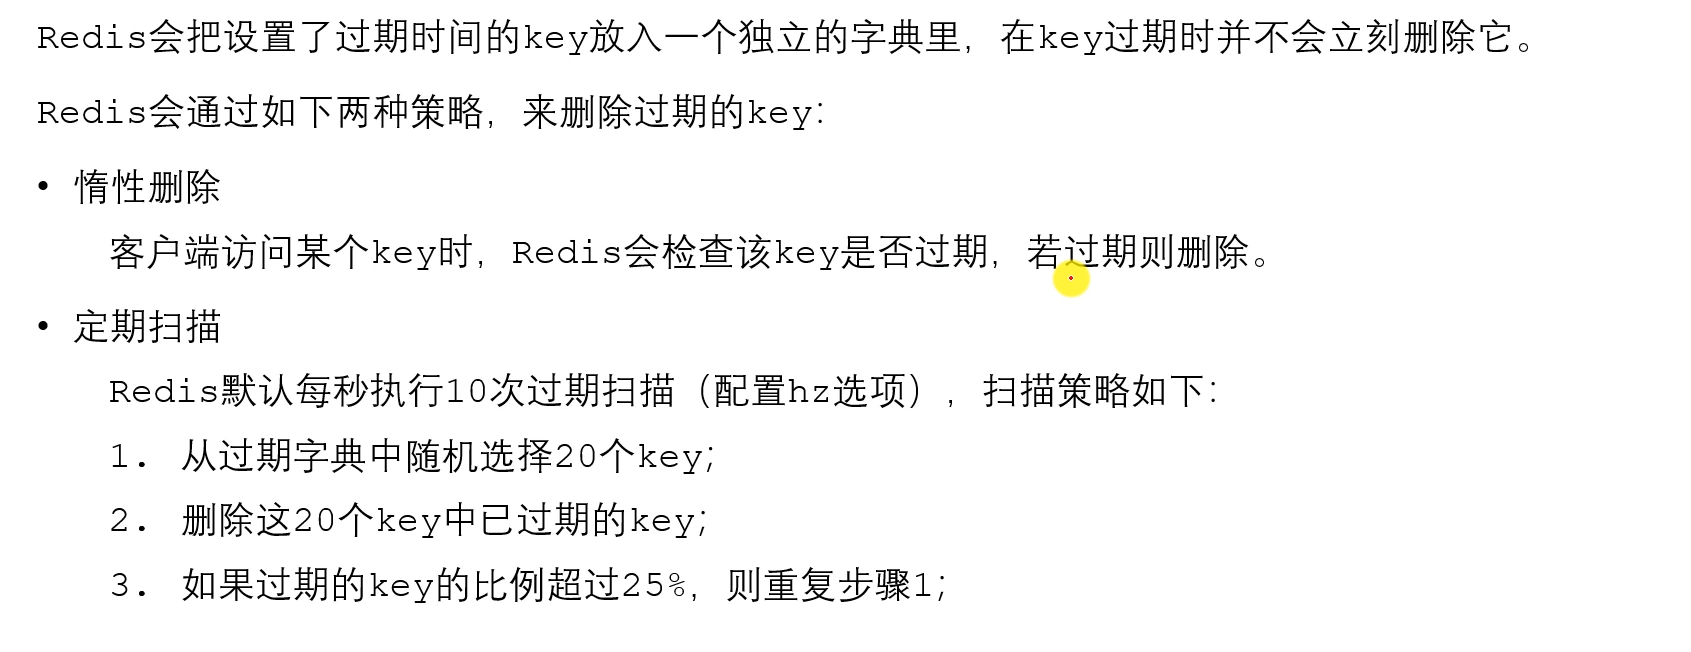 Redis会把设置了过期时间的key放入一个独立的字典里，在key过期时并不会立刻删除它。
Redis会通过如下两种策略，来删除过期的key：
• 惰性删除
客户端访问某个key时，Redis会检查该key是否过期，若过期则删除。
• 定期扫描
Redis默认每秒执行10次过期扫描（配置hz选项），扫描策略如下：
1. 从过期字典中随机选择20个key；
2. 删除这20个key中已过期的key；
3. 如果过期的key的比例超过25%，则重复步骤1；